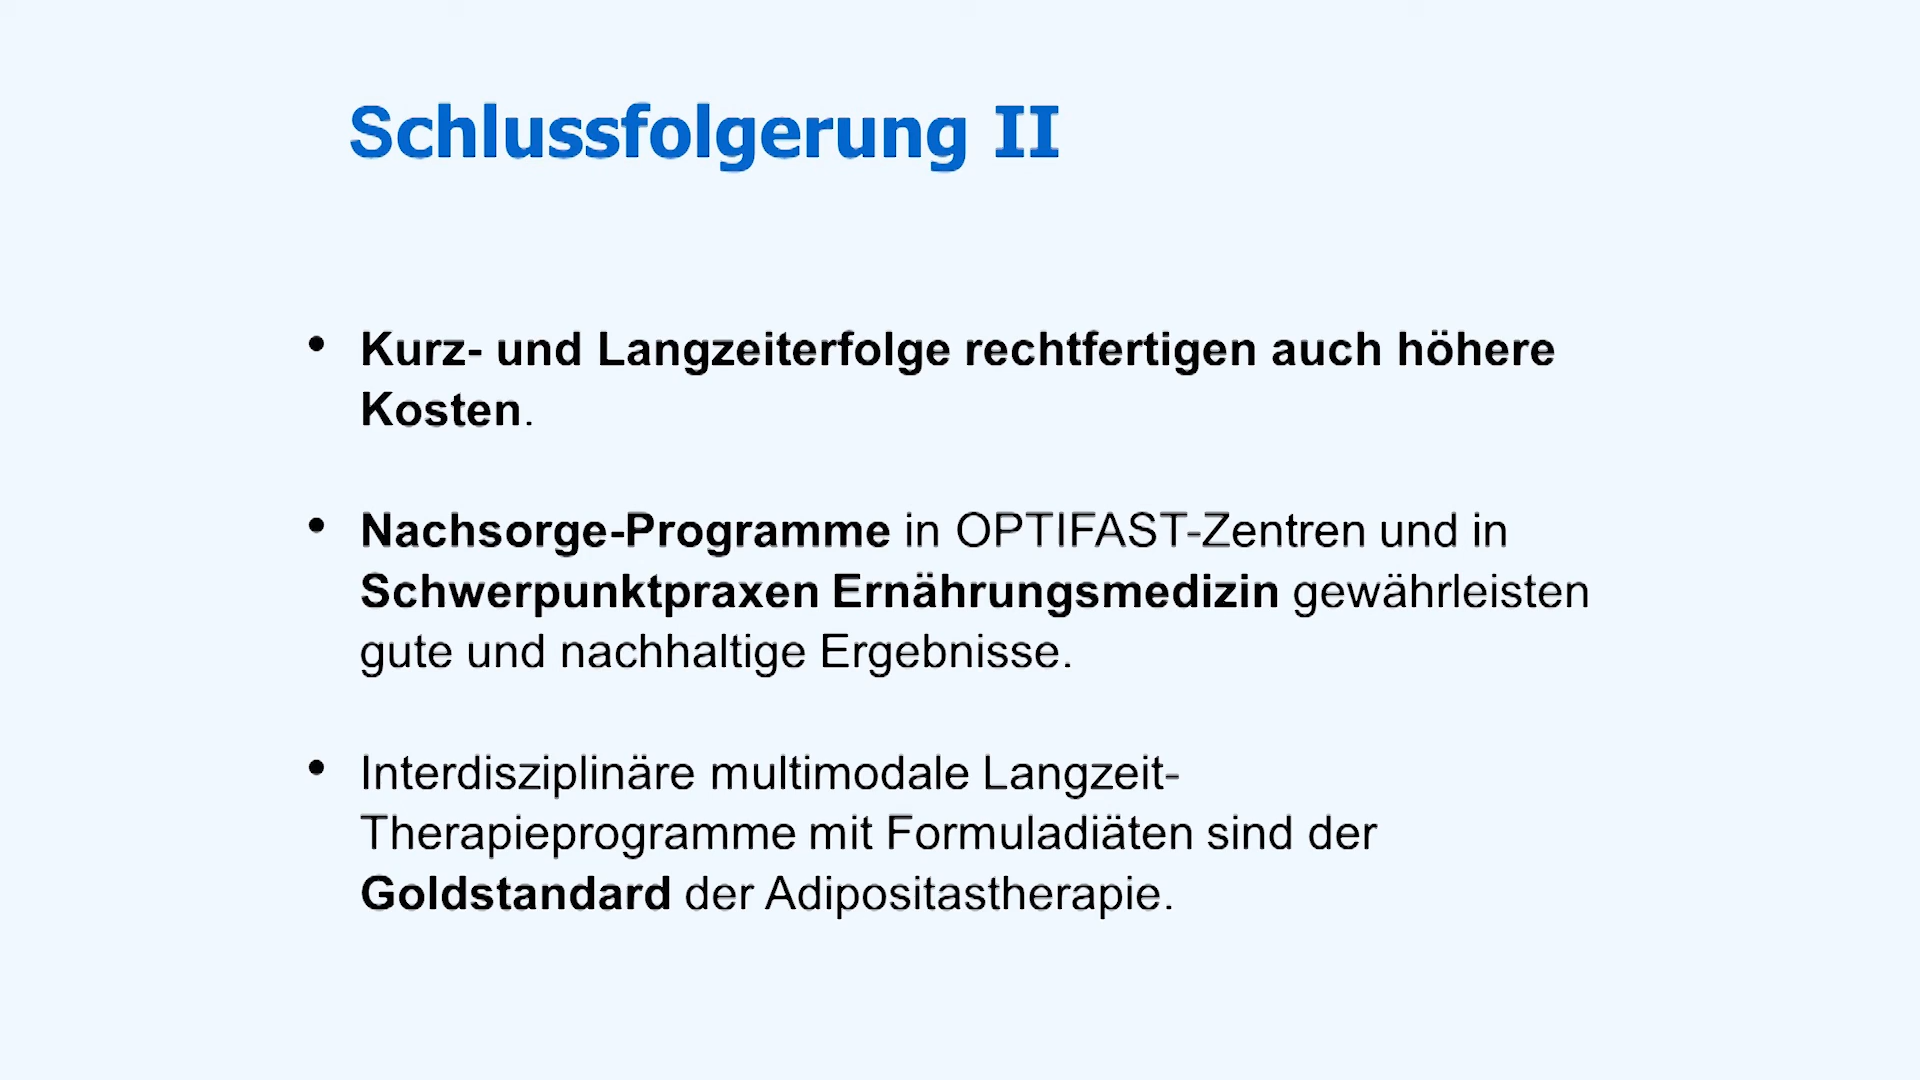 Schlussfolgerung II
• Kurz- und Langzeiterfolge rechtfertigen auch höhere
Kosten.
• Nachsorge-Programme in OPTIFAST-Zentren und in
Schwerpunktpraxen Ernährungsmedizin gewährleisten
gute und nachhaltige Ergebnisse.
• Interdisziplinäre multimodale Langzeit-
Therapieprogramme mit Formuladiäten sind der
Goldstandard der Adipositastherapie.